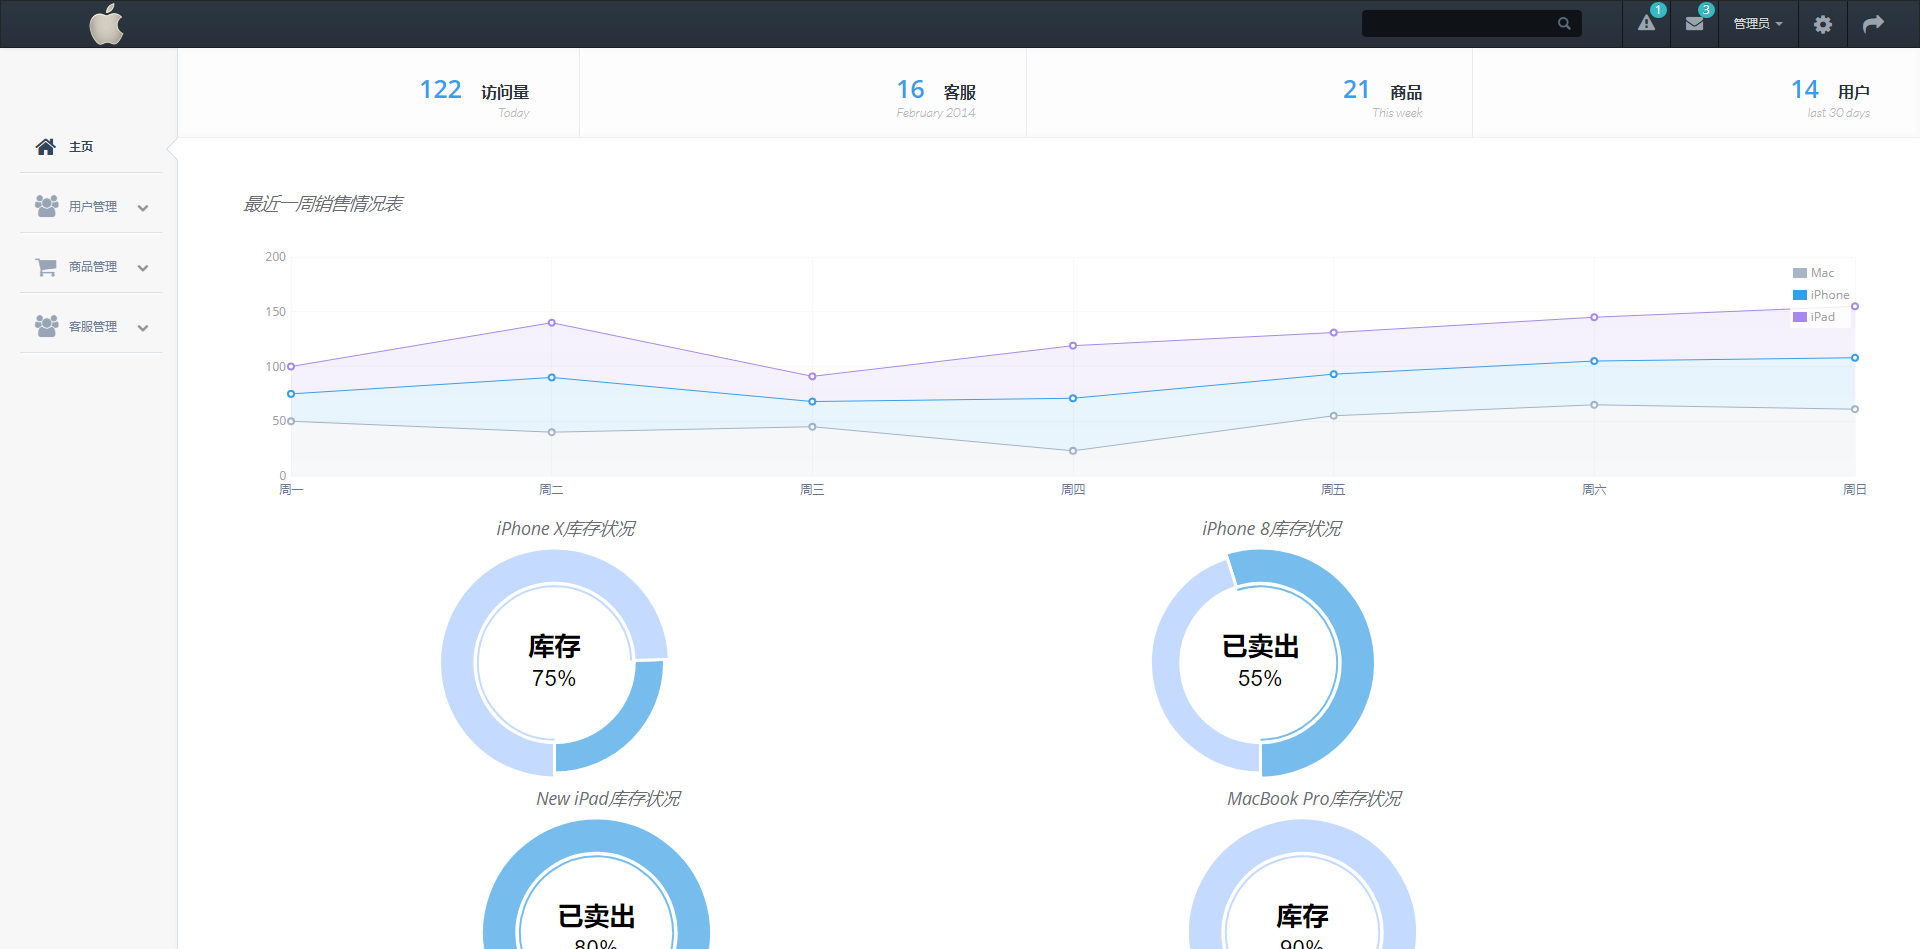 1
3
管理员
122 访问量
Today
16 客服
February 2014
21 商品
This week
14 用户
last 30 days
主页
用户管理
商品管理
客服管理
最近一周销售情况表
200
150
100
50
0
Mac
iPhone
iPad
周一 周二 周三 周四 周五 周六 周日
iPhone X库存状况
iPhone 8库存状况
库存
75%
已卖出
55%
New iPad库存状况
MacBook Pro库存状况
已卖出
80%
库存
90%